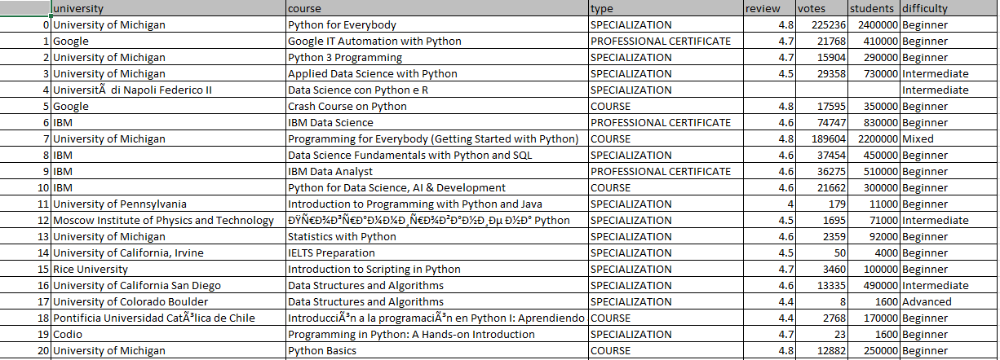 university course type review votes students difficulty
0 University of Michigan Python for Everybody SPECIALIZATION 4.8 225236 2400000 Beginner
1 Google Google IT Automation with Python PROFESSIONAL CERTIFICATE 4.7 21768 410000 Beginner
2 University of Michigan Python 3 Programming SPECIALIZATION 4.7 15904 290000 Beginner
3 University of Michigan Applied Data Science with Python SPECIALIZATION 4.5 29358 730000 Intermediate
4 UniversitÃ  di Napoli Federico II Data Science con Python e R SPECIALIZATION Intermediate
5 Google Crash Course on Python COURSE 4.8 17595 350000 Beginner
6 IBM IBM Data Science PROFESSIONAL CERTIFICATE 4.6 74747 830000 Beginner
7 University of Michigan Programming for Everybody (Getting Started with Python) COURSE 4.8 189604 2200000 Mixed
8 IBM Data Science Fundamentals with Python and SQL SPECIALIZATION 4.6 37454 450000 Beginner
9 IBM IBM Data Analyst PROFESSIONAL CERTIFICATE 4.6 36275 510000 Beginner
10 IBM Python for Data Science, AI & Development COURSE 4.6 21662 300000 Beginner
11 University of Pennsylvania Introduction to Programming with Python and Java SPECIALIZATION 4 179 11000 Beginner
12 Moscow Institute of Physics and Technology ÐŸÑ€Ð¾Ð³Ñ€Ð°Ð¼Ð¼Ð¸Ñ€Ð¾Ð²Ð°Ð½Ð¸Ðµ Ð½Ð° Python SPECIALIZATION 4.5 1695 71000 Intermediate
13 University of Michigan Statistics with Python SPECIALIZATION 4.6 2359 92000 Beginner
14 University of California, Irvine IELTS Preparation SPECIALIZATION 4.5 50 4000 Beginner
15 Rice University Introduction to Scripting in Python SPECIALIZATION 4.7 3460 100000 Beginner
16 University of California San Diego Data Structures and Algorithms SPECIALIZATION 4.6 13335 490000 Intermediate
17 University of Colorado Boulder Data Structures and Algorithms SPECIALIZATION 4.4 8 1600 Advanced
18 Pontificia Universidad CatÃ³lica de Chile IntroducciÃ³n a la programaciÃ³n en Python I: Aprendiendo COURSE 4.4 2768 170000 Beginner
19 Codio Programming in Python: A Hands-on Introduction SPECIALIZATION 4.7 23 1600 Beginner
20 University of Michigan Python Basics COURSE 4.8 12882 250000 Beginner